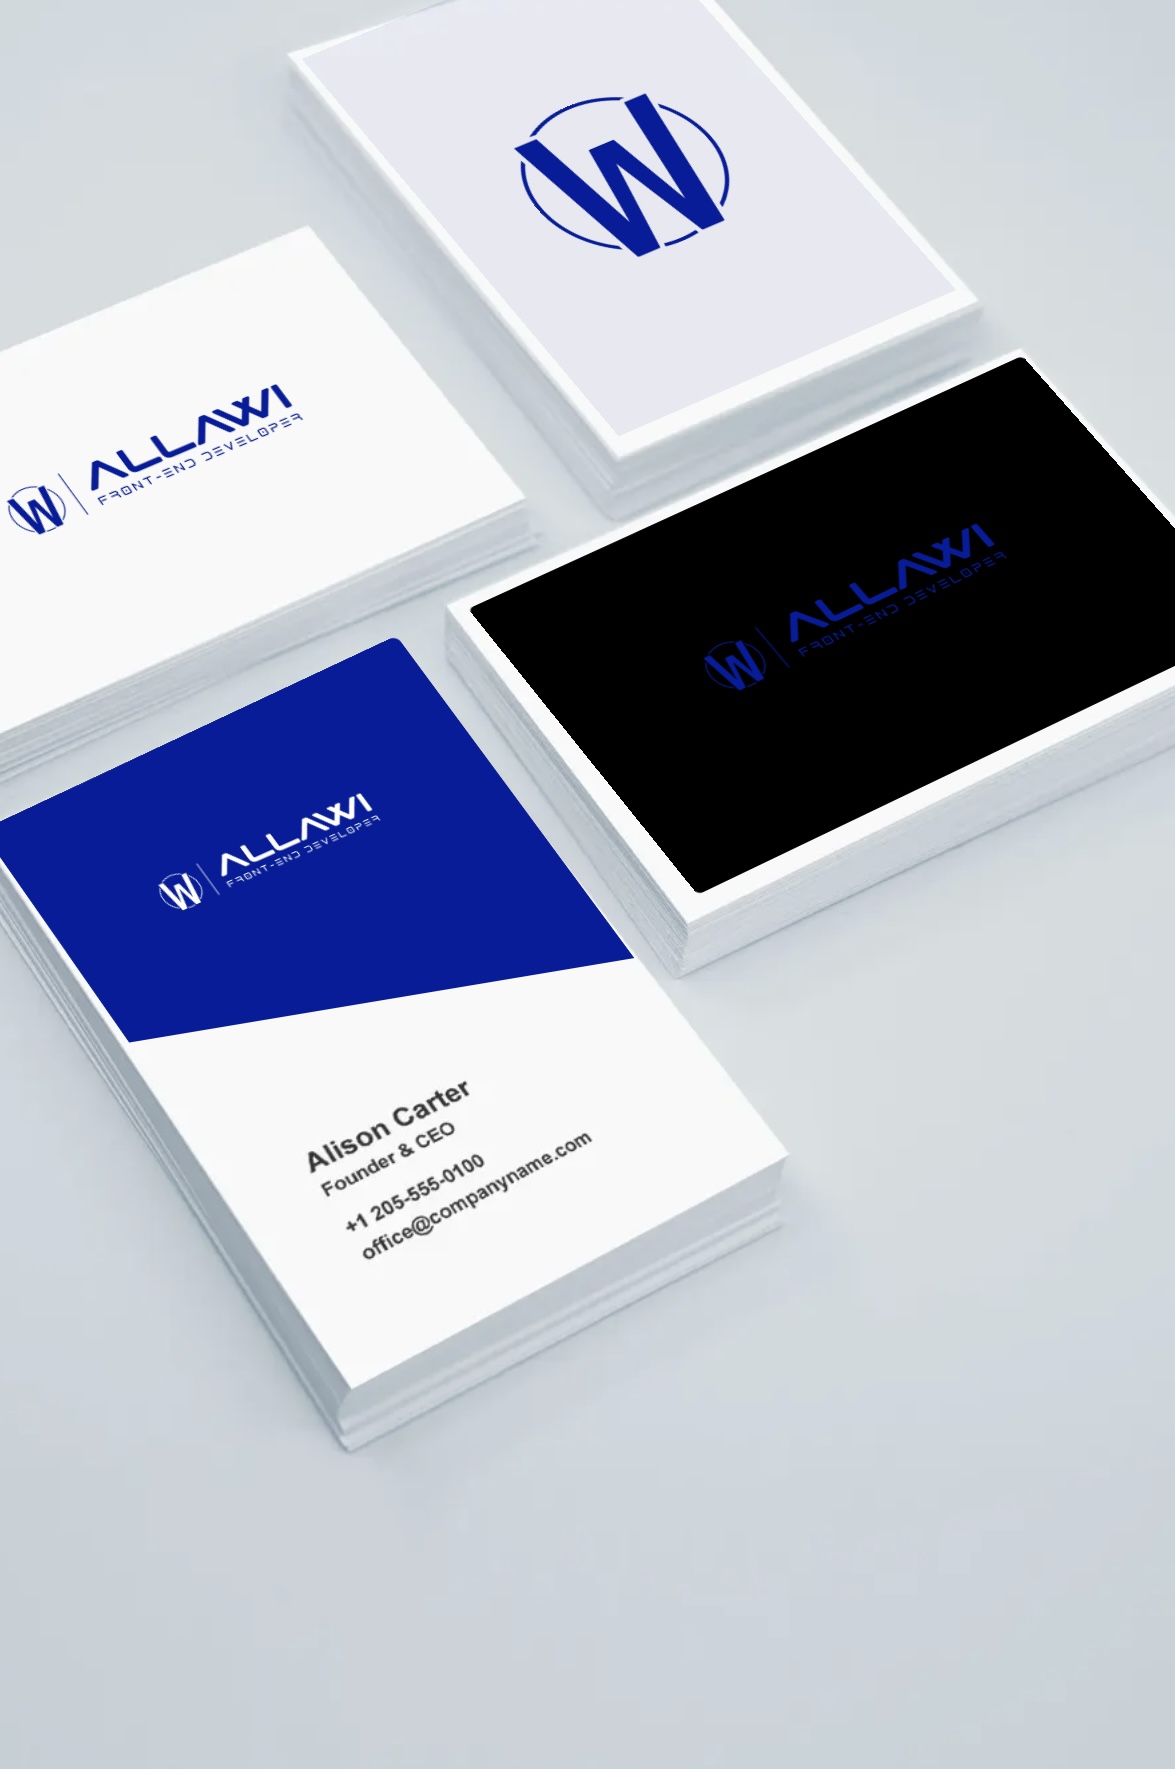 W
W
ALLAWI
FRONT-END DEVELOPER
W
ALLAWI
FRONT-END DEVELOPER
W
ALLAWI
FRONT-END DEVELOPER
Alison Carter
Founder & CEO
+1 205-555-0100
office@companyname.com